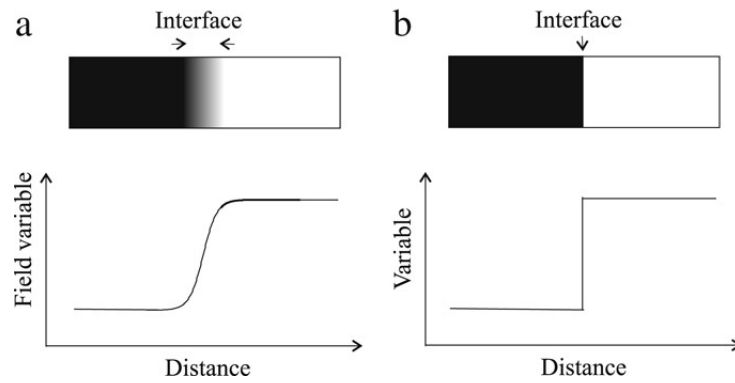 a
Interface
Field variable
Distance
b
Interface
Variable
Distance